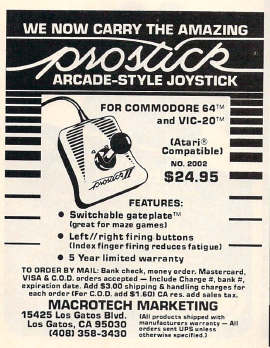 WE NOW CARRY THE AMAZING
prostick
ARCADE-STYLE JOYSTICK
FOR COMMODORE 64™
and VIC-20™
(Atari®
Compatible)
NO. 2002
$24.95
prostick II
FEATURES:
• Switchable gateplate™
(great for maze games)
• Left//right firing buttons
(Index finger firing reduces fatigue)
• 5 Year limited warranty
TO ORDER BY MAIL: Bank check, money order, Mastercard,
VISA & C.O.D. orders accepted — Include Charge #, bank #,
expiration date. Add $3.00 shipping & handling charges for
each order (For C.O.D. add $1.60) CA res. add sales tax.
MACROTECH MARKETING
15425 Los Gatos Blvd.
Los Gatos, CA 95030
(408) 358-3430
(All products shipped with
manufacturers warranty — All
orders sent UPS unless
otherwise specified.)